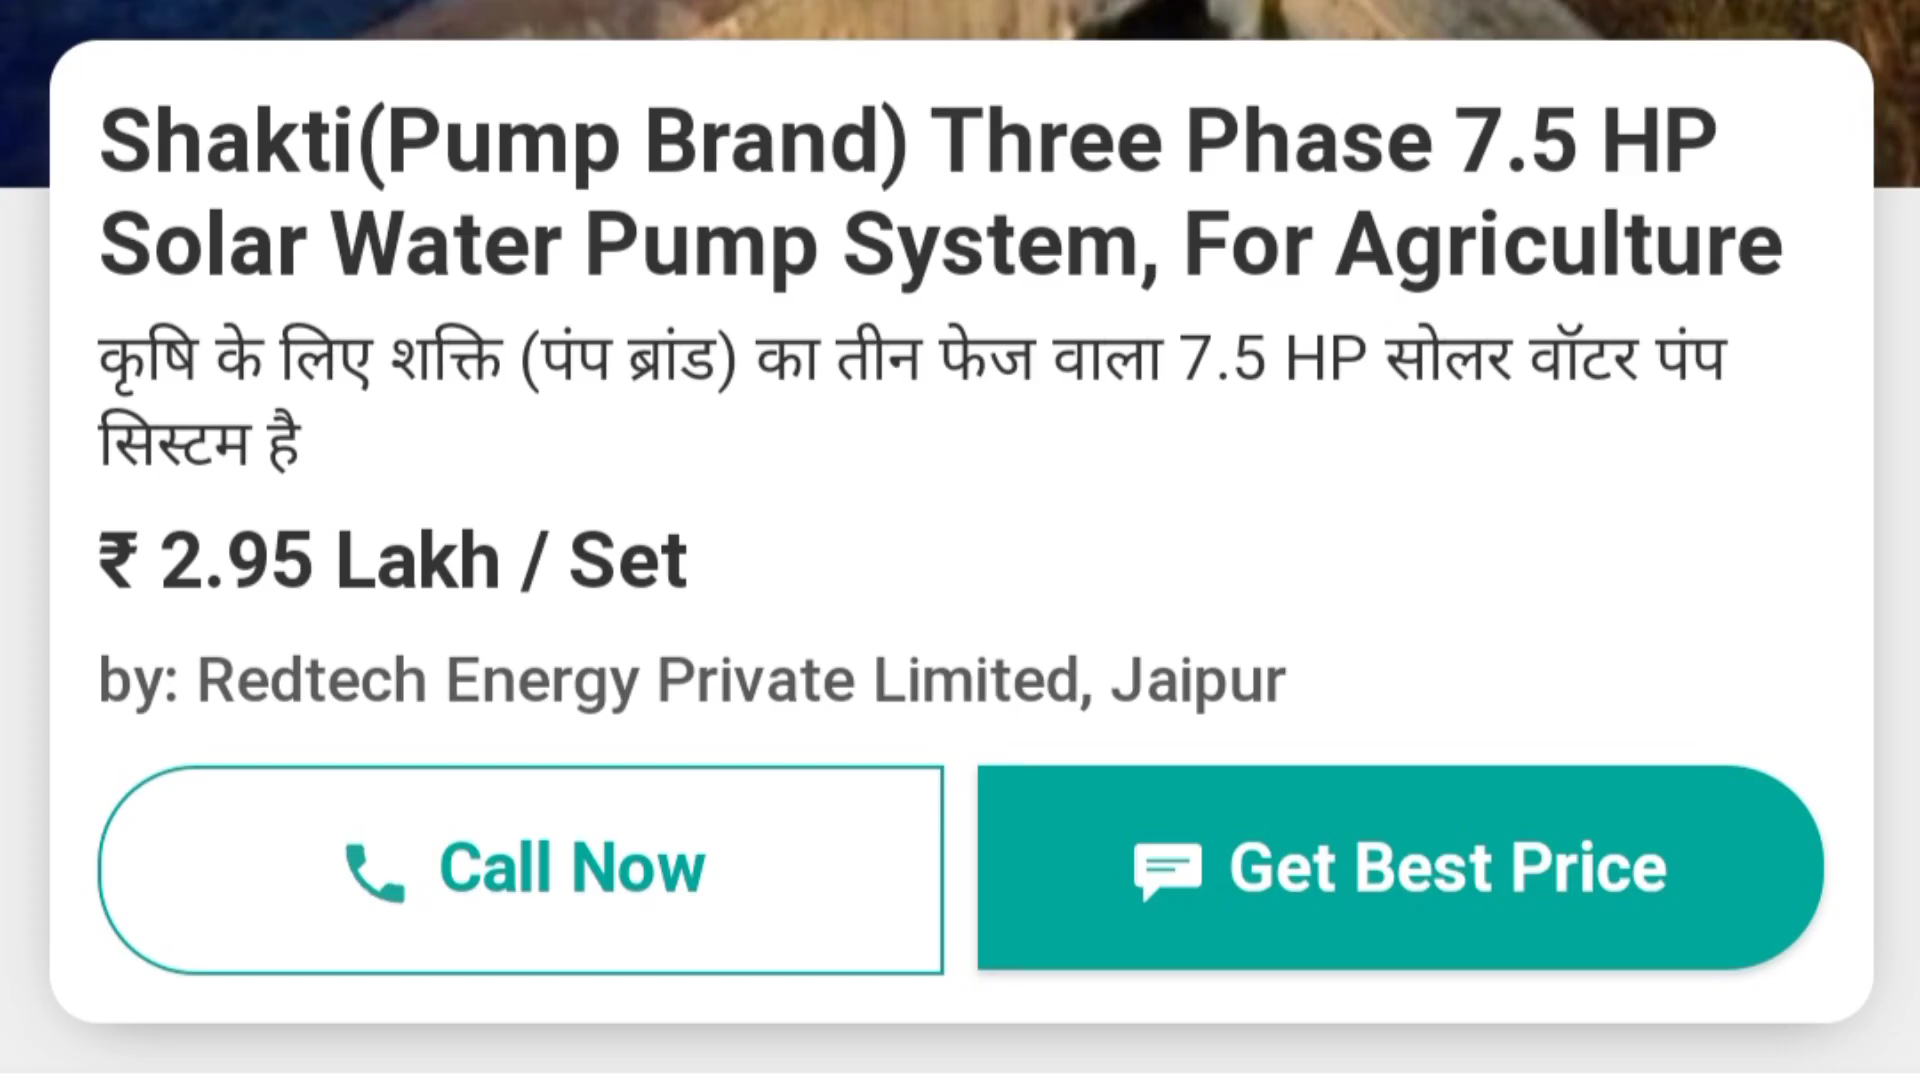 Shakti(Pump Brand) Three Phase 7.5 HP
Solar Water Pump System, For Agriculture
कृषि के लिए शक्ति (पंप ब्रांड) का तीन फेज वाला 7.5 HP सोलर वॉटर पंप
सिस्टम है
₹ 2.95 Lakh / Set
by: Redtech Energy Private Limited, Jaipur
Call Now
Get Best Price